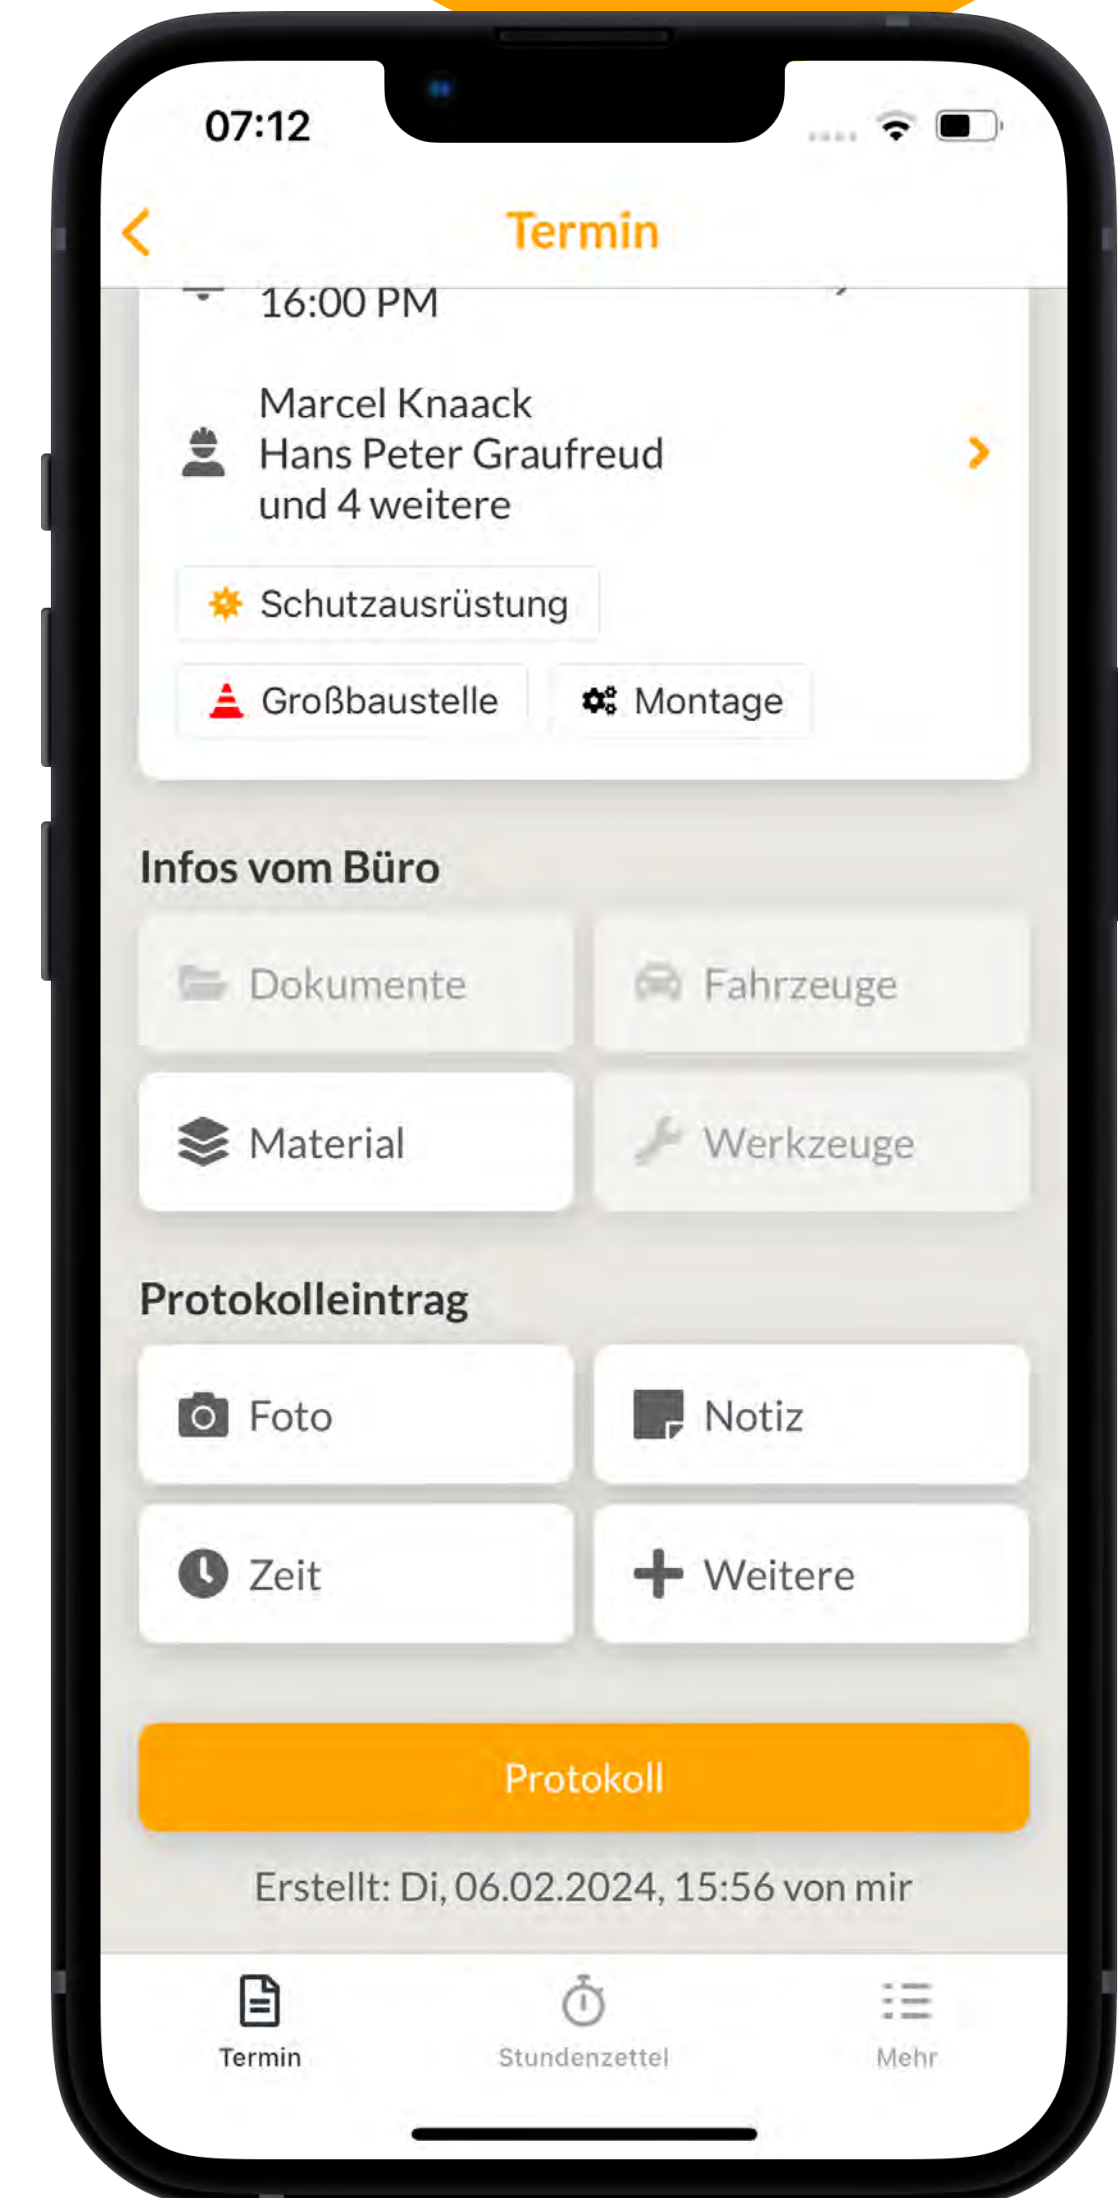 07:12
Termin
16:00 PM
Marcel Knaack
Hans Peter Graufreud
und 4 weitere
Schutzausrüstung
Großbaustelle
Montage
Infos vom Büro
Dokumente
Fahrzeuge
Material
Werkzeuge
Protokolleintrag
Foto
Notiz
Zeit
Weitere
Protokoll
Erstellt: Di, 06.02.2024, 15:56 von mir
Termin
Stundenzettel
Mehr